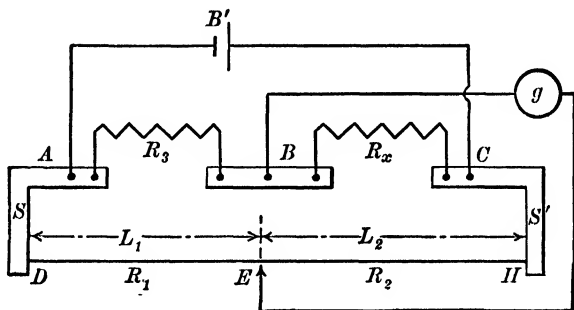 B′
g
A R₃ B Rₓ C
S S′
L₁ L₂
D R₁ E R₂ H